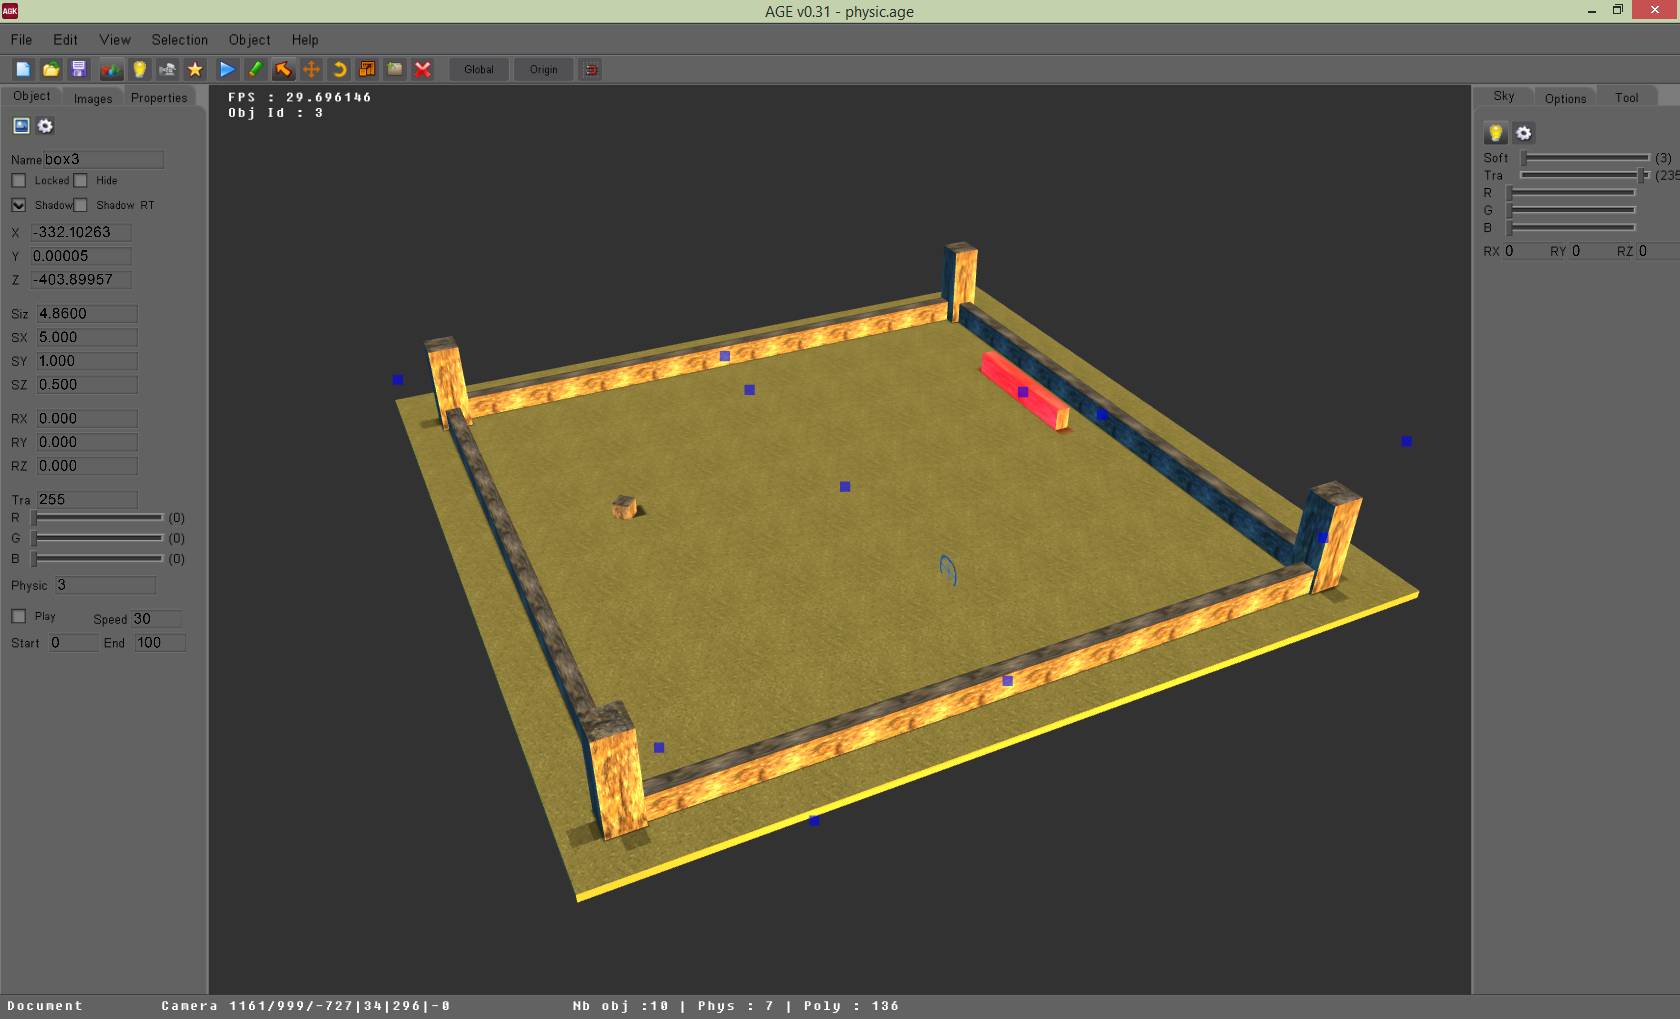 AGK
AGE v0.31 - physic.age
File Edit View Selection Object Help
Global Origin
Object Images Properties
Name box3
Locked Hide
Shadow Shadow RT
X -332.10263
Y 0.00005
Z -403.89957
Siz 4.8600
SX 5.000
SY 1.000
SZ 0.500
RX 0.000
RY 0.000
RZ 0.000
Tra 255
R (0)
G (0)
B (0)
Physic 3
Play Speed 30
Start 0 End 100
FPS : 29.696146
Obj Id : 3
Sky Options Tool
Soft (3)
Tra (235
R
G
B
RX 0 RY 0 RZ 0
Document Camera 1161/999/-727|34|296|-0 Nb obj :10 | Phys : 7 | Poly : 136